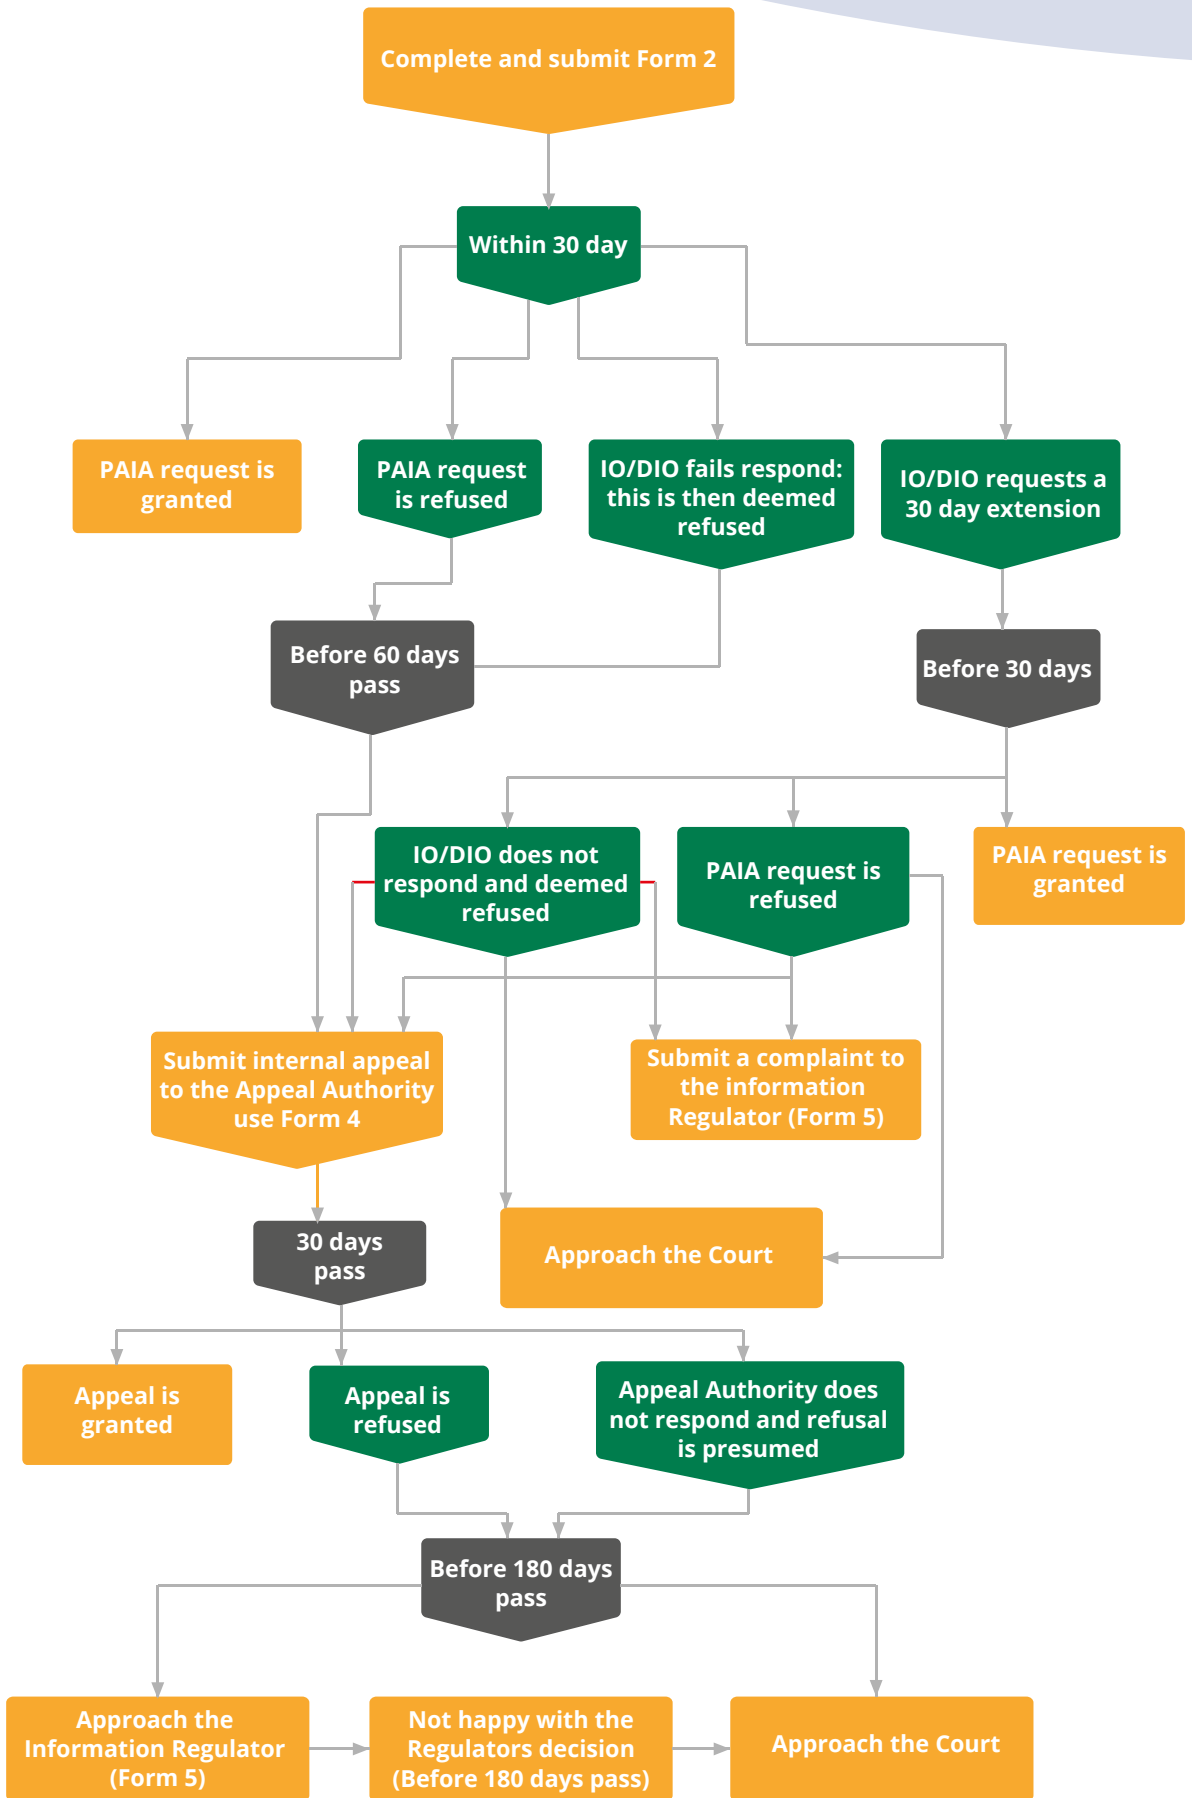 Complete and submit Form 2
Within 30 day
PAIA request is
granted
PAIA request
is refused
IO/DIO fails respond:
this is then deemed
refused
IO/DIO requests a
30 day extension
Before 60 days
pass
Before 30 days
IO/DIO does not
respond and deemed
refused
PAIA request is
refused
PAIA request is
granted
Submit internal appeal
to the Appeal Authority
use Form 4
Submit a complaint to
the information
Regulator (Form 5)
30 days
pass
Approach the Court
Appeal is
granted
Appeal is
refused
Appeal Authority does
not respond and refusal
is presumed
Before 180 days
pass
Approach the
Information Regulator
(Form 5)
Not happy with the
Regulators decision
(Before 180 days pass)
Approach the Court